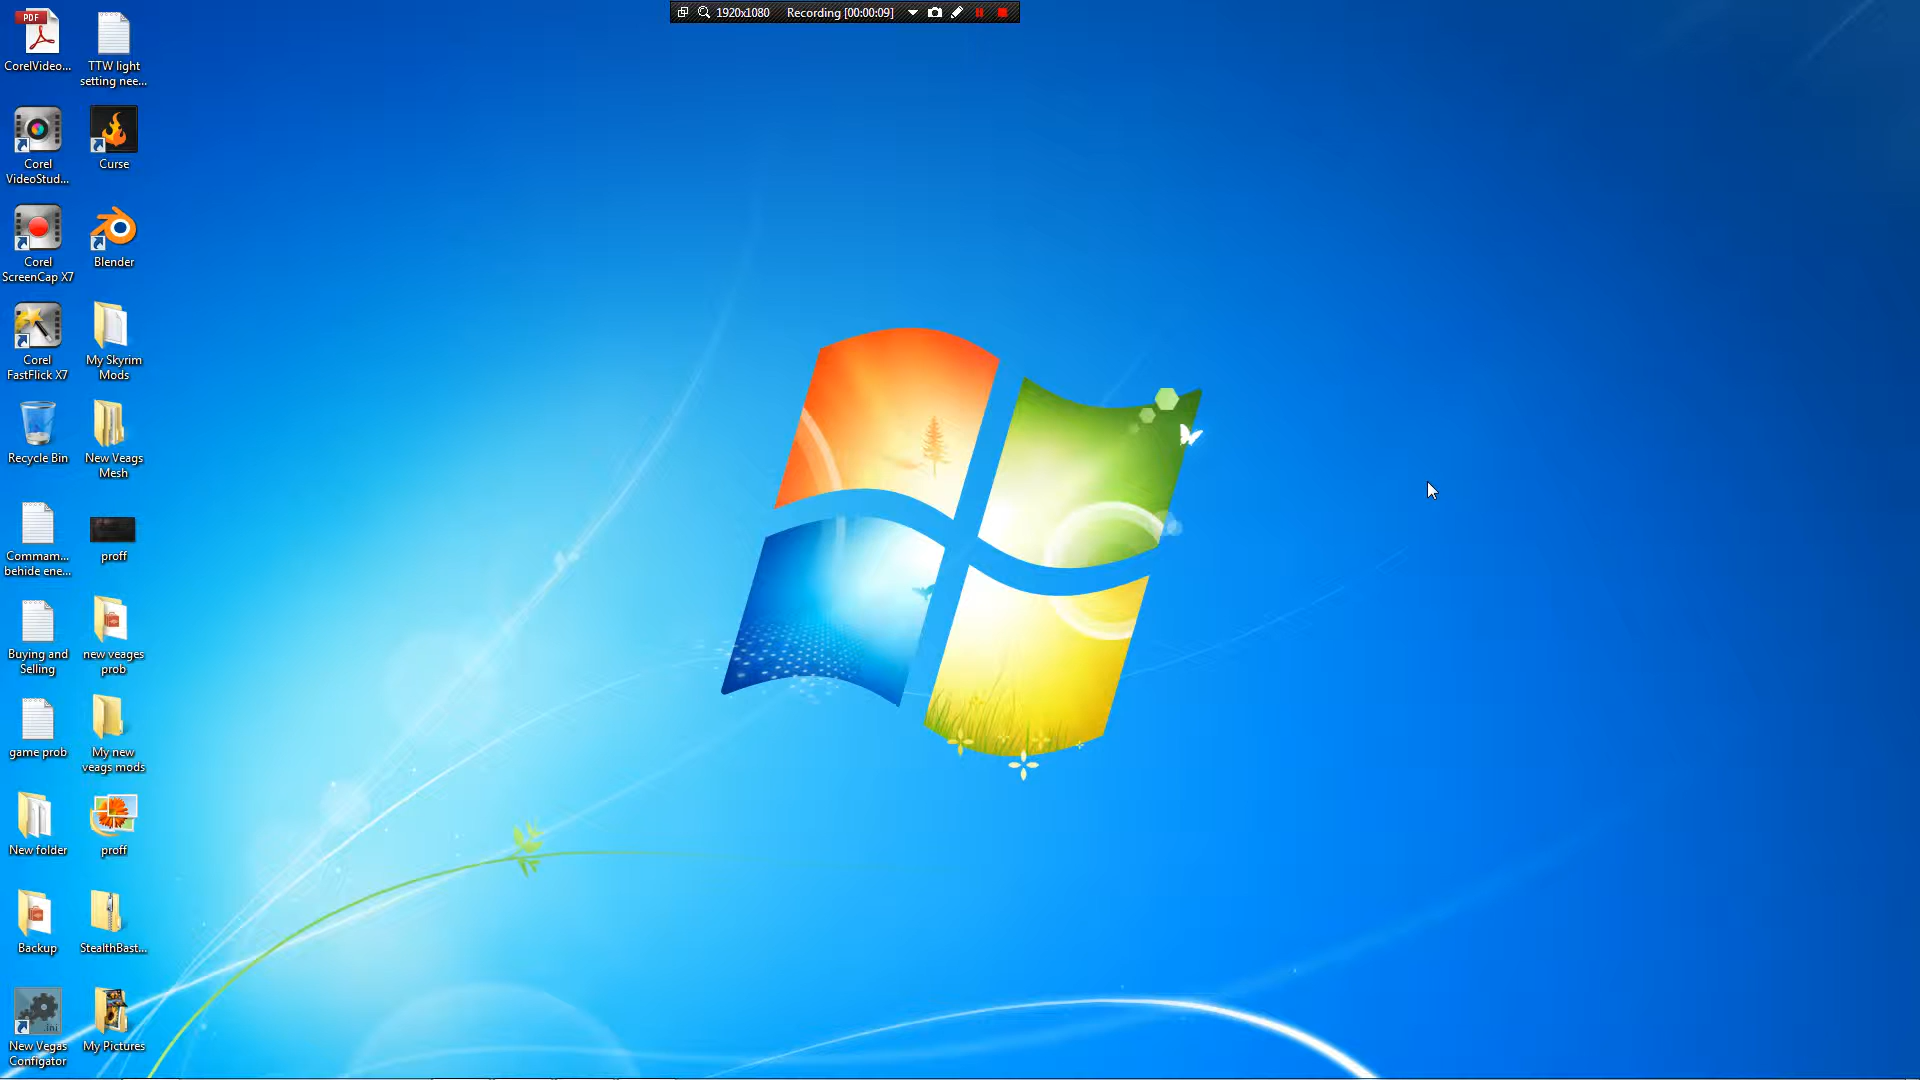 1920x1080 Recording [00:00:09]
PDF
CorelVideo...
TTW light
setting nee...
Corel
VideoStud...
Curse
Corel
ScreenCap X7
Blender
Corel
FastFlick X7
My Skyrim
Mods
Recycle Bin
New Veags
Mesh
Commam...
behide ene...
proff
Buying and
Selling
new veages
prob
game prob
My new
veags mods
New folder
proff
Backup
StealthBast...
.ini
New Vegas
Configator
My Pictures